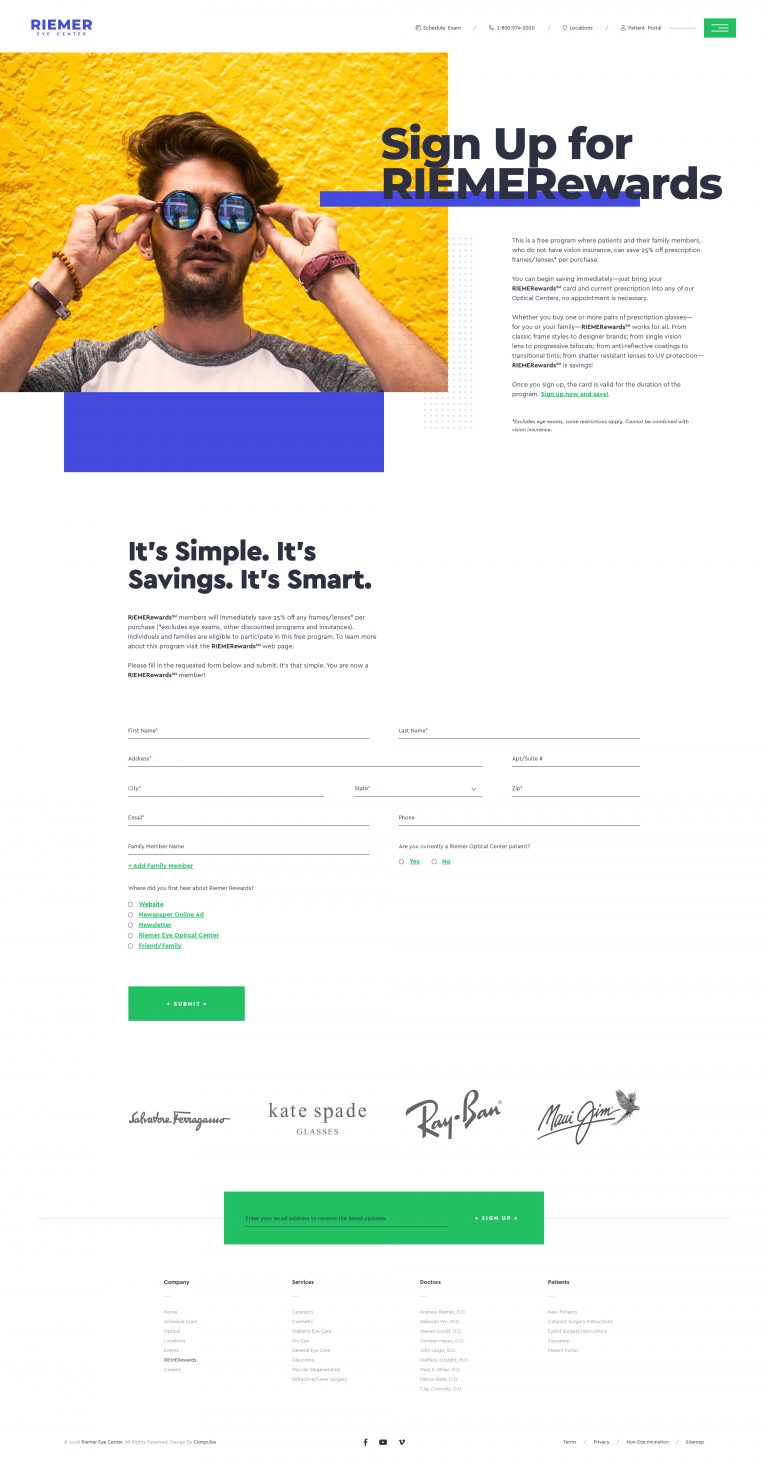 RIEMER
EYE CENTER
Schedule Exam / 1-800-974-2020 / Locations / Patient Portal
Sign Up for
RIEMERewards
This is a free program where patients and their family members,
who do not have vision insurance, can save 25% off prescription
frames/lenses* per purchase.
You can begin saving immediately—just bring your
RIEMERewards℠ card and current prescription into any of our
Optical Centers, no appointment is necessary.
Whether you buy one or more pairs of prescription glasses—
for you or your family—RIEMERewards℠ works for all. From
classic frame styles to designer brands; from single vision
lens to progressive bifocals; from anti-reflective coatings to
transitional tints; from shatter resistant lenses to UV protection—
RIEMERewards℠ is savings!
Once you sign up, the card is valid for the duration of the
program. Sign up now and save!
*Excludes eye exams, some restrictions apply. Cannot be combined with
vision insurance.
It's Simple. It's
Savings. It's Smart.
RIEMERewards℠ members will immediately save 25% off any frames/lenses* per
purchase (*excludes eye exams, other discounted programs and insurances).
Individuals and families are eligible to participate in this free program. To learn more
about this program visit the RIEMERewards℠ web page.
Please fill in the requested form below and submit. It's that simple. You are now a
RIEMERewards℠ member!
First Name*
Last Name*
Address*
Apt/Suite #
City*
State*
Zip*
Email*
Phone
Family Member Name
Are you currently a Riemer Optical Center patient?
+ Add Family Member
Yes No
Where did you first hear about Riemer Rewards?
Website
Newspaper Online Ad
Newsletter
Riemer Eye Optical Center
Friend/Family
+ SUBMIT +
Salvatore Ferragamo
kate spade
GLASSES
Ray-Ban
Maui Jim
Enter your email address to receive the latest updates
+ SIGN UP +
Company
Home
Schedule Exam
Optical
Locations
Events
RIEMERewards
Careers
Services
Cataracts
Cosmetic
Diabetic Eye Care
Dry Eye
General Eye Care
Glaucoma
Macular Degeneration
Refractive/Laser Surgery
Doctors
Andrew Riemer, D.O.
Deborah Wu, M.D.
Steven Gould, O.D.
Doreen Hayes, O.D.
John Large, O.D.
Steffany Straight, M.D.
Mary E. Miller, O.D.
Felicia Slate, O.D.
Clay Connolly, O.D.
Patients
New Patients
Cataract Surgery Instructions
Eyelid Surgery Instructions
Insurance
Patient Portal
© 2018 Riemer Eye Center. All Rights Reserved. Design By Compulse.
Terms / Privacy / Non-Discrimination / Sitemap